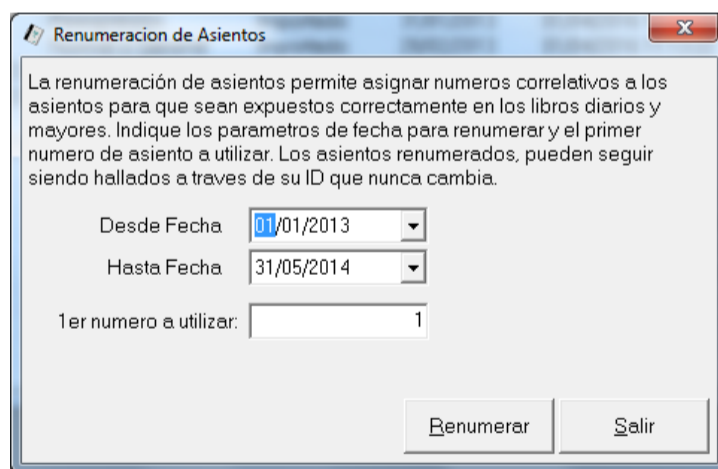 Renumeracion de Asientos
La renumeración de asientos permite asignar numeros correlativos a los
asientos para que sean expuestos correctamente en los libros diarios y
mayores. Indique los parametros de fecha para renumerar y el primer
numero de asiento a utilizar. Los asientos renumerados, pueden seguir
siendo hallados a traves de su ID que nunca cambia.
Desde Fecha 01/01/2013
Hasta Fecha 31/05/2014
1er numero a utilizar: 1
Renumerar Salir